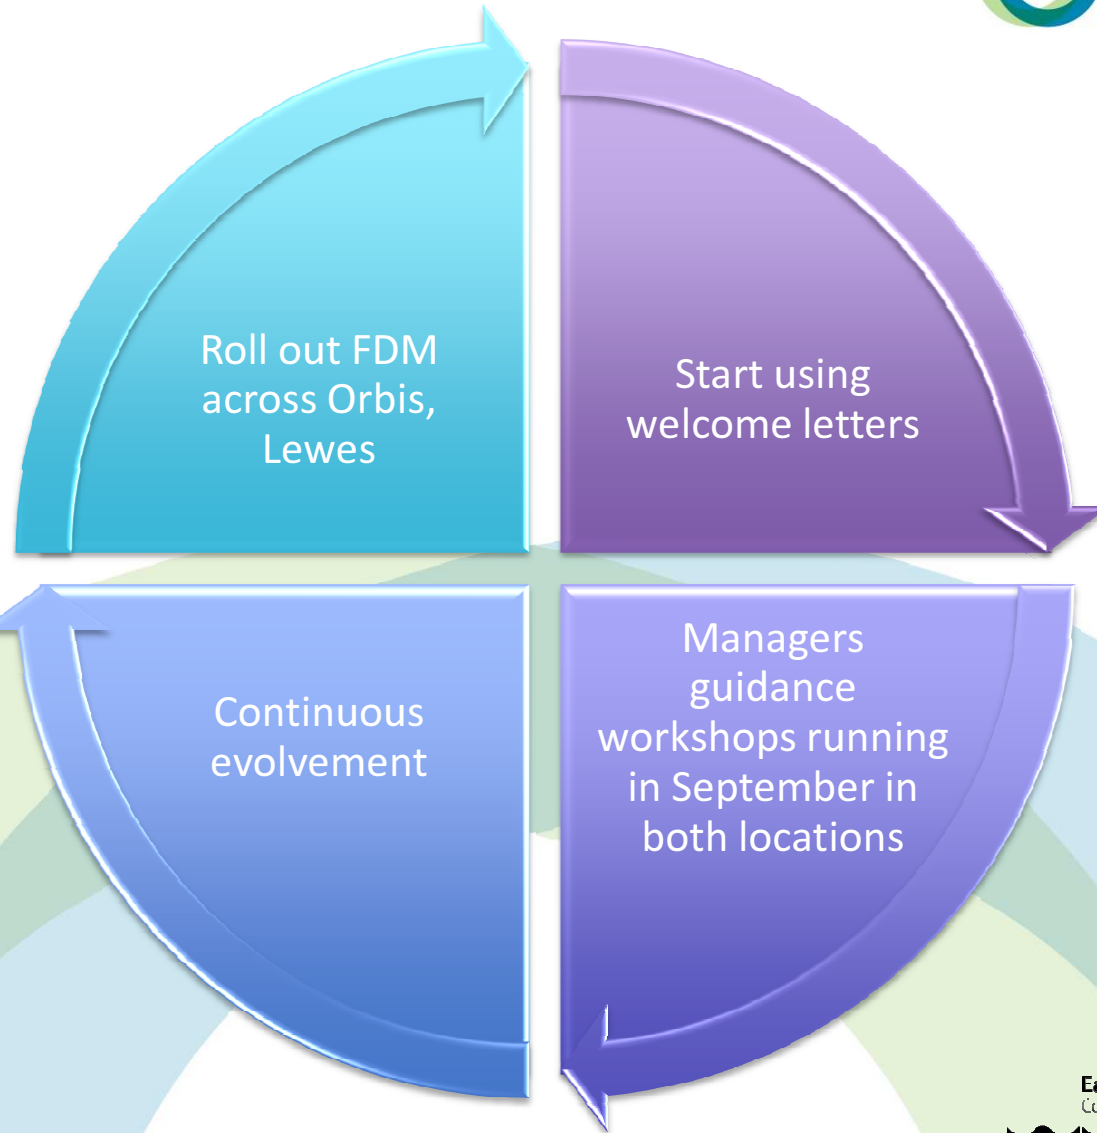 Roll out FDM
across Orbis,
Lewes
Start using
welcome letters
Managers
guidance
workshops running
in September in
both locations
Continuous
evolvement